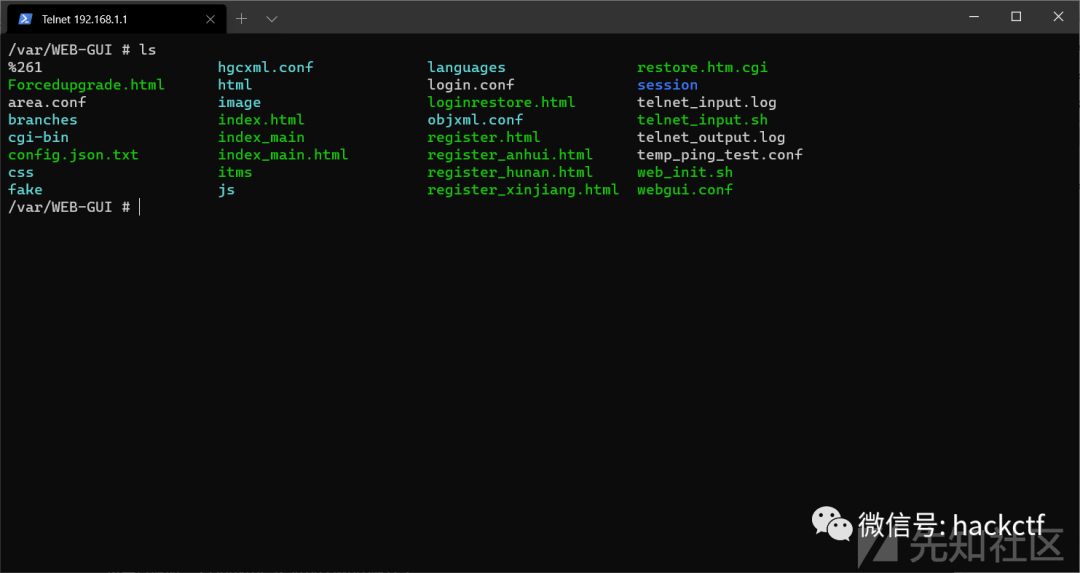 Telnet 192.168.1.1
/var/WEB-GUI # ls
%261 hgcxml.conf languages restore.htm.cgi
Forcedupgrade.html html login.conf session
area.conf image loginrestore.html telnet_input.log
branches index.html objxml.conf telnet_input.sh
cgi-bin index_main register.html telnet_output.log
config.json.txt index_main.html register_anhui.html temp_ping_test.conf
css itms register_hunan.html web_init.sh
fake js register_xinjiang.html webgui.conf
/var/WEB-GUI #
微信号: hackctf
先知社区